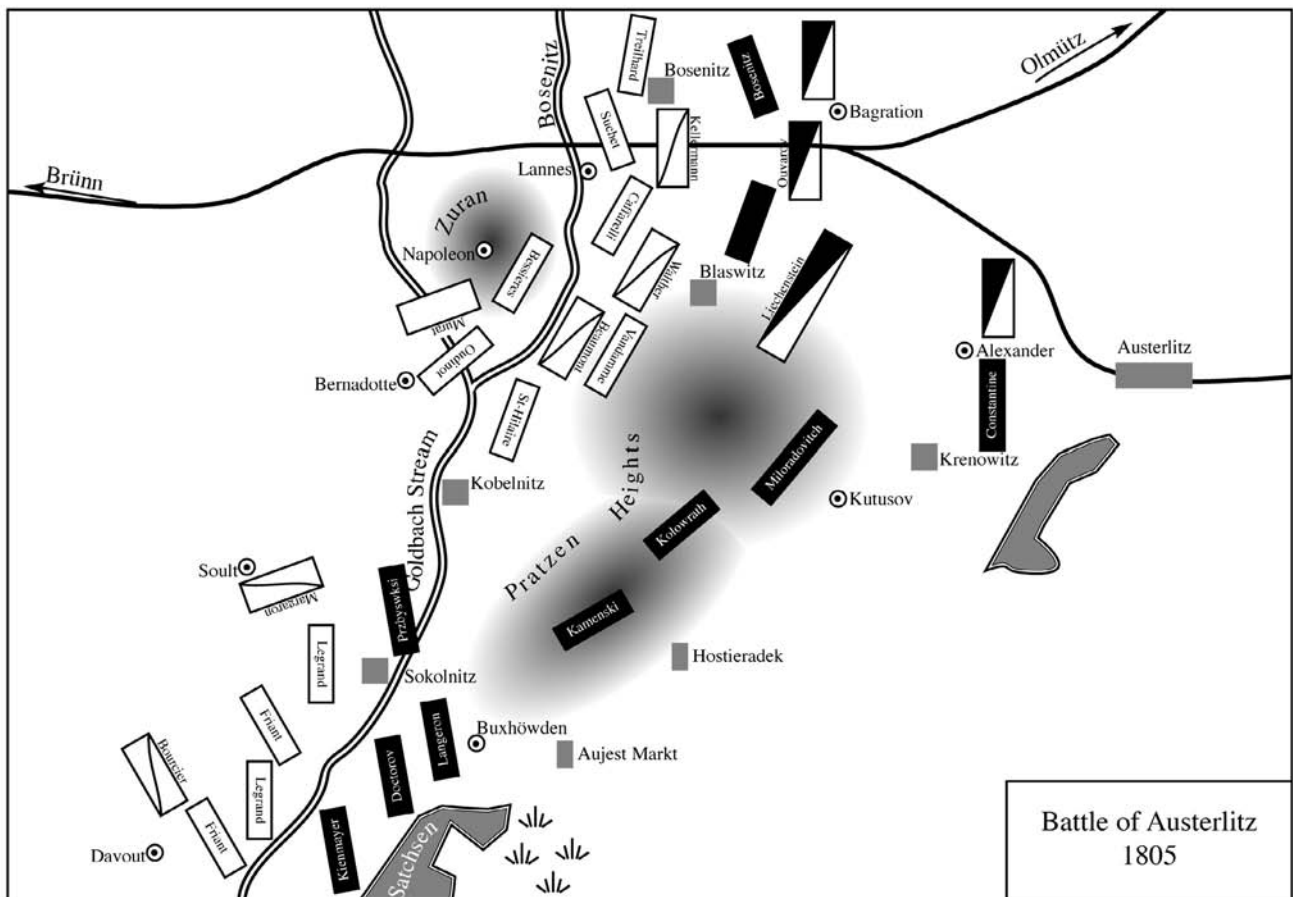 Treilhard
Bosenitz
Bosenitz
Bosenitz
Olmütz
Bagration
Suchet
Kellermann
Ouvarov
Lannes
Brünn
Zuran
Caffarelli
Napoleon
Bessieres
Walther
Blaswitz
Liechenstein
Murat
Beaumont
Vandamme
Oudinot
Bernadotte
Alexander
Austerlitz
Constantine
St-Hilaire
Krenowitz
Kobelnitz
Goldbach Stream
Pratzen Heights
Miloradovitch
Kutusov
Kolowrath
Kamenski
Soult
Margaron
Przbyswksi
Legrand
Sokolnitz
Hostieradek
Friant
Langeron
Buxhöwden
Aujest Markt
Bourcier
Legrand
Doctorov
Friant
Davout
Kienmayer
Satchsen
Battle of Austerlitz
1805